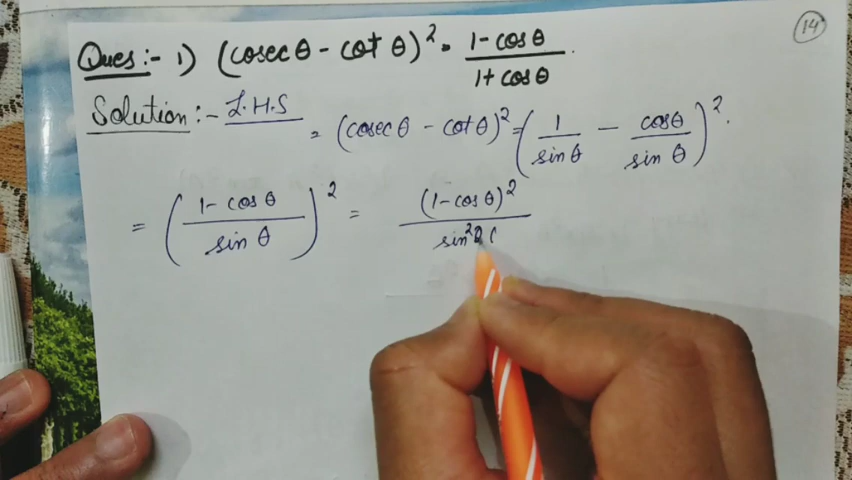 14
Ques :- 1) (cosec θ - cot θ)² = 1 - cos θ / 1 + cos θ .
Solution :- L.H.S
= (cosec θ - cot θ)² = (1 / sin θ - cos θ / sin θ)² .
= (1 - cos θ / sin θ)² = (1 - cos θ)² / sin² θ (